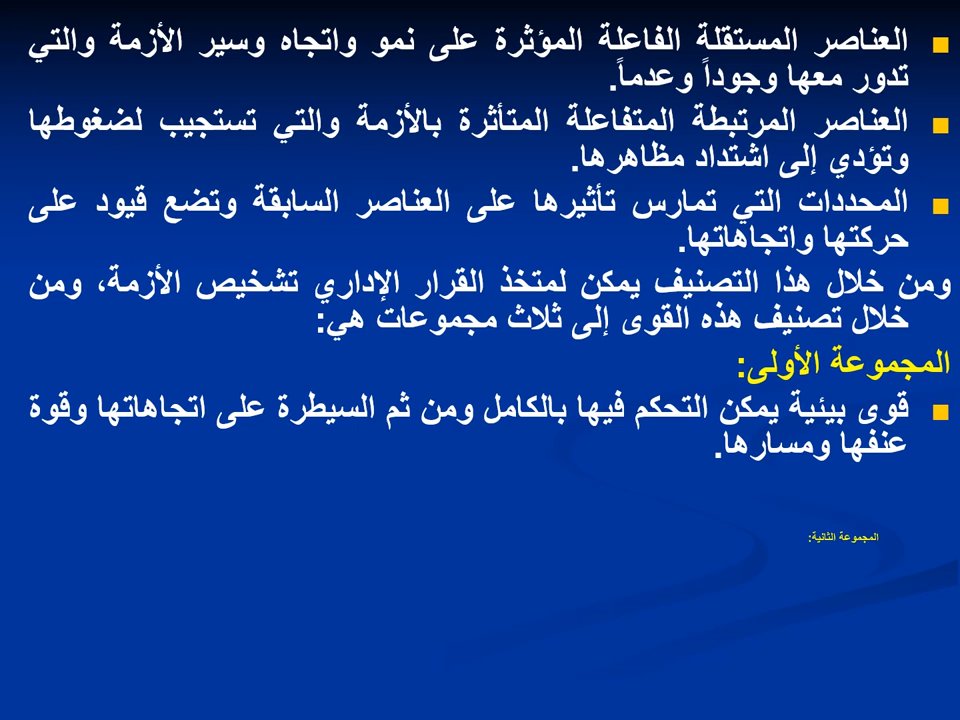 ■ العناصر المستقلة الفاعلة المؤثرة على نمو واتجاه وسير الأزمة والتي
تدور معها وجوداً وعدماً.
■ العناصر المرتبطة المتفاعلة المتأثرة بالأزمة والتي تستجيب لضغوطها
وتؤدي إلى اشتداد مظاهرها.
■ المحددات التي تمارس تأثيرها على العناصر السابقة وتضع قيود على
حركتها واتجاهاتها.
ومن خلال هذا التصنيف يمكن لمتخذ القرار الإداري تشخيص الأزمة، ومن
خلال تصنيف هذه القوى إلى ثلاث مجموعات هي:
المجموعة الأولى:
■ قوى بيئية يمكن التحكم فيها بالكامل ومن ثم السيطرة على اتجاهاتها وقوة
عنفها ومسارها.
المجموعة الثانية: